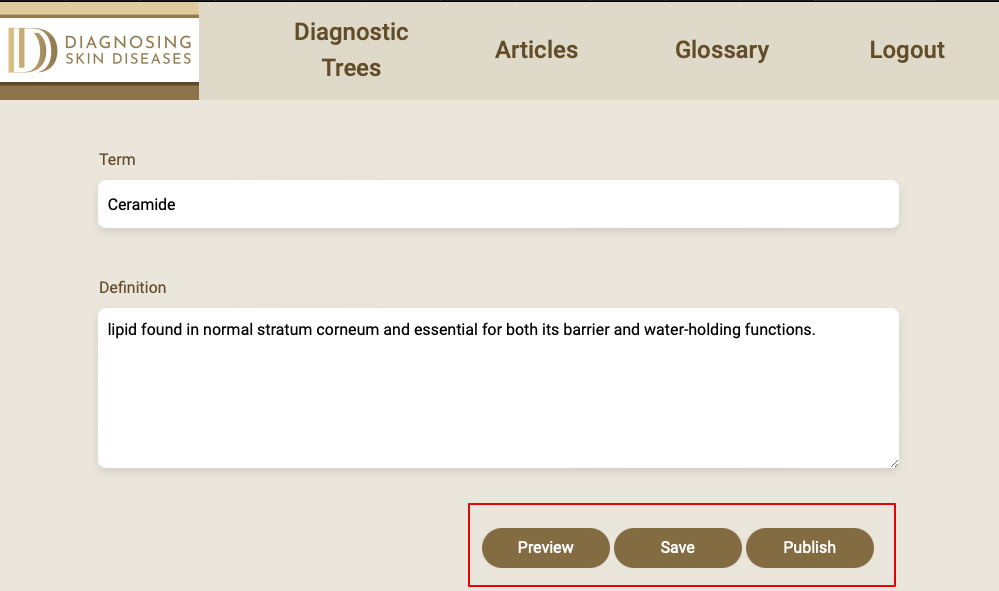 DIAGNOSING
SKIN DISEASES
Diagnostic
Trees
Articles
Glossary
Logout
Term
Ceramide
Definition
lipid found in normal stratum corneum and essential for both its barrier and water-holding functions.
Preview
Save
Publish